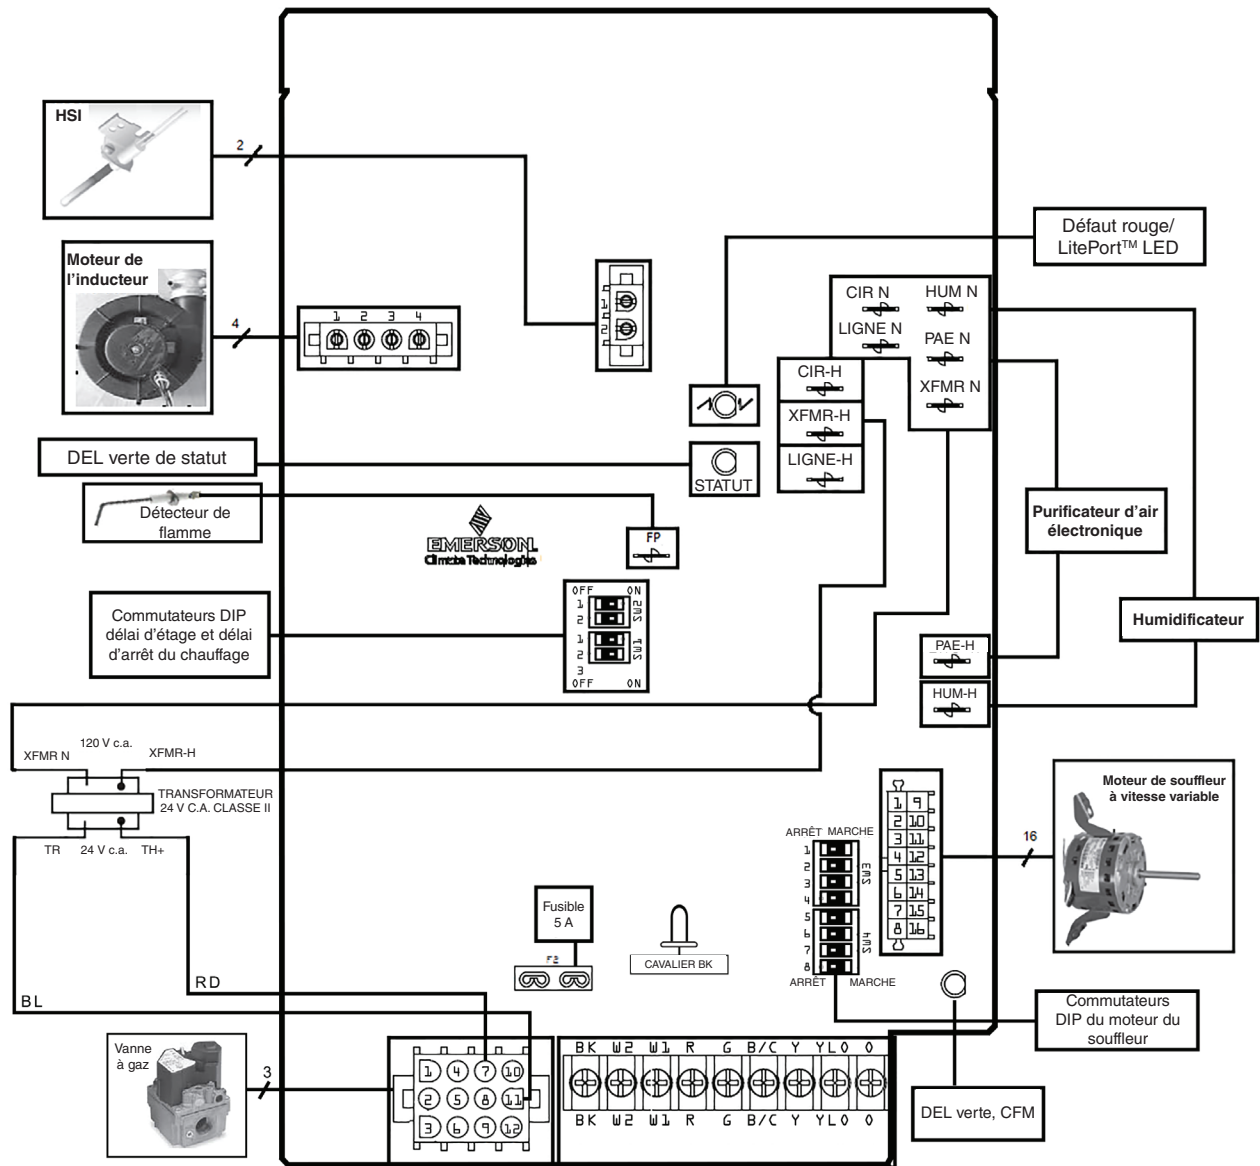 HSI
2
Moteur de
l'inducteur
4
1 2 3 4
1
2
Défaut rouge/
LitePort™ LED
CIR N HUM N
LIGNE N
PAE N
XFMR N
CIR-H
XFMR-H
LIGNE-H
DEL verte de statut
STATUT
Détecteur de
flamme
EMERSON
Climate Technologies
FP
Purificateur d'air
électronique
Humidificateur
Commutateurs DIP
délai d'étage et délai
d'arrêt du chauffage
OFF ON
1
2
SW2
1
2
SW1
3
OFF ON
PAE-H
HUM-H
120 V c.a.
XFMR N XFMR-H
TRANSFORMATEUR
24 V C.A. CLASSE II
TR 24 V c.a. TH+
Moteur de souffleur
à vitesse variable
16
1 9
2 10
3 11
4 12
5 13
6 14
7 15
8 16
ARRÊT MARCHE
1
2
3
4
SW3
5
6
7
8
SW4
ARRÊT MARCHE
Fusible
5 A
F2
CAVALIER BK
RD
BL
Commutateurs
DIP du moteur du
souffleur
Vanne
à gaz
3
1 4 7 10
2 5 8 11
3 6 9 12
BK W2 W1 R G B/C Y YLO O
BK W2 W1 R G B/C Y YLO O
DEL verte, CFM